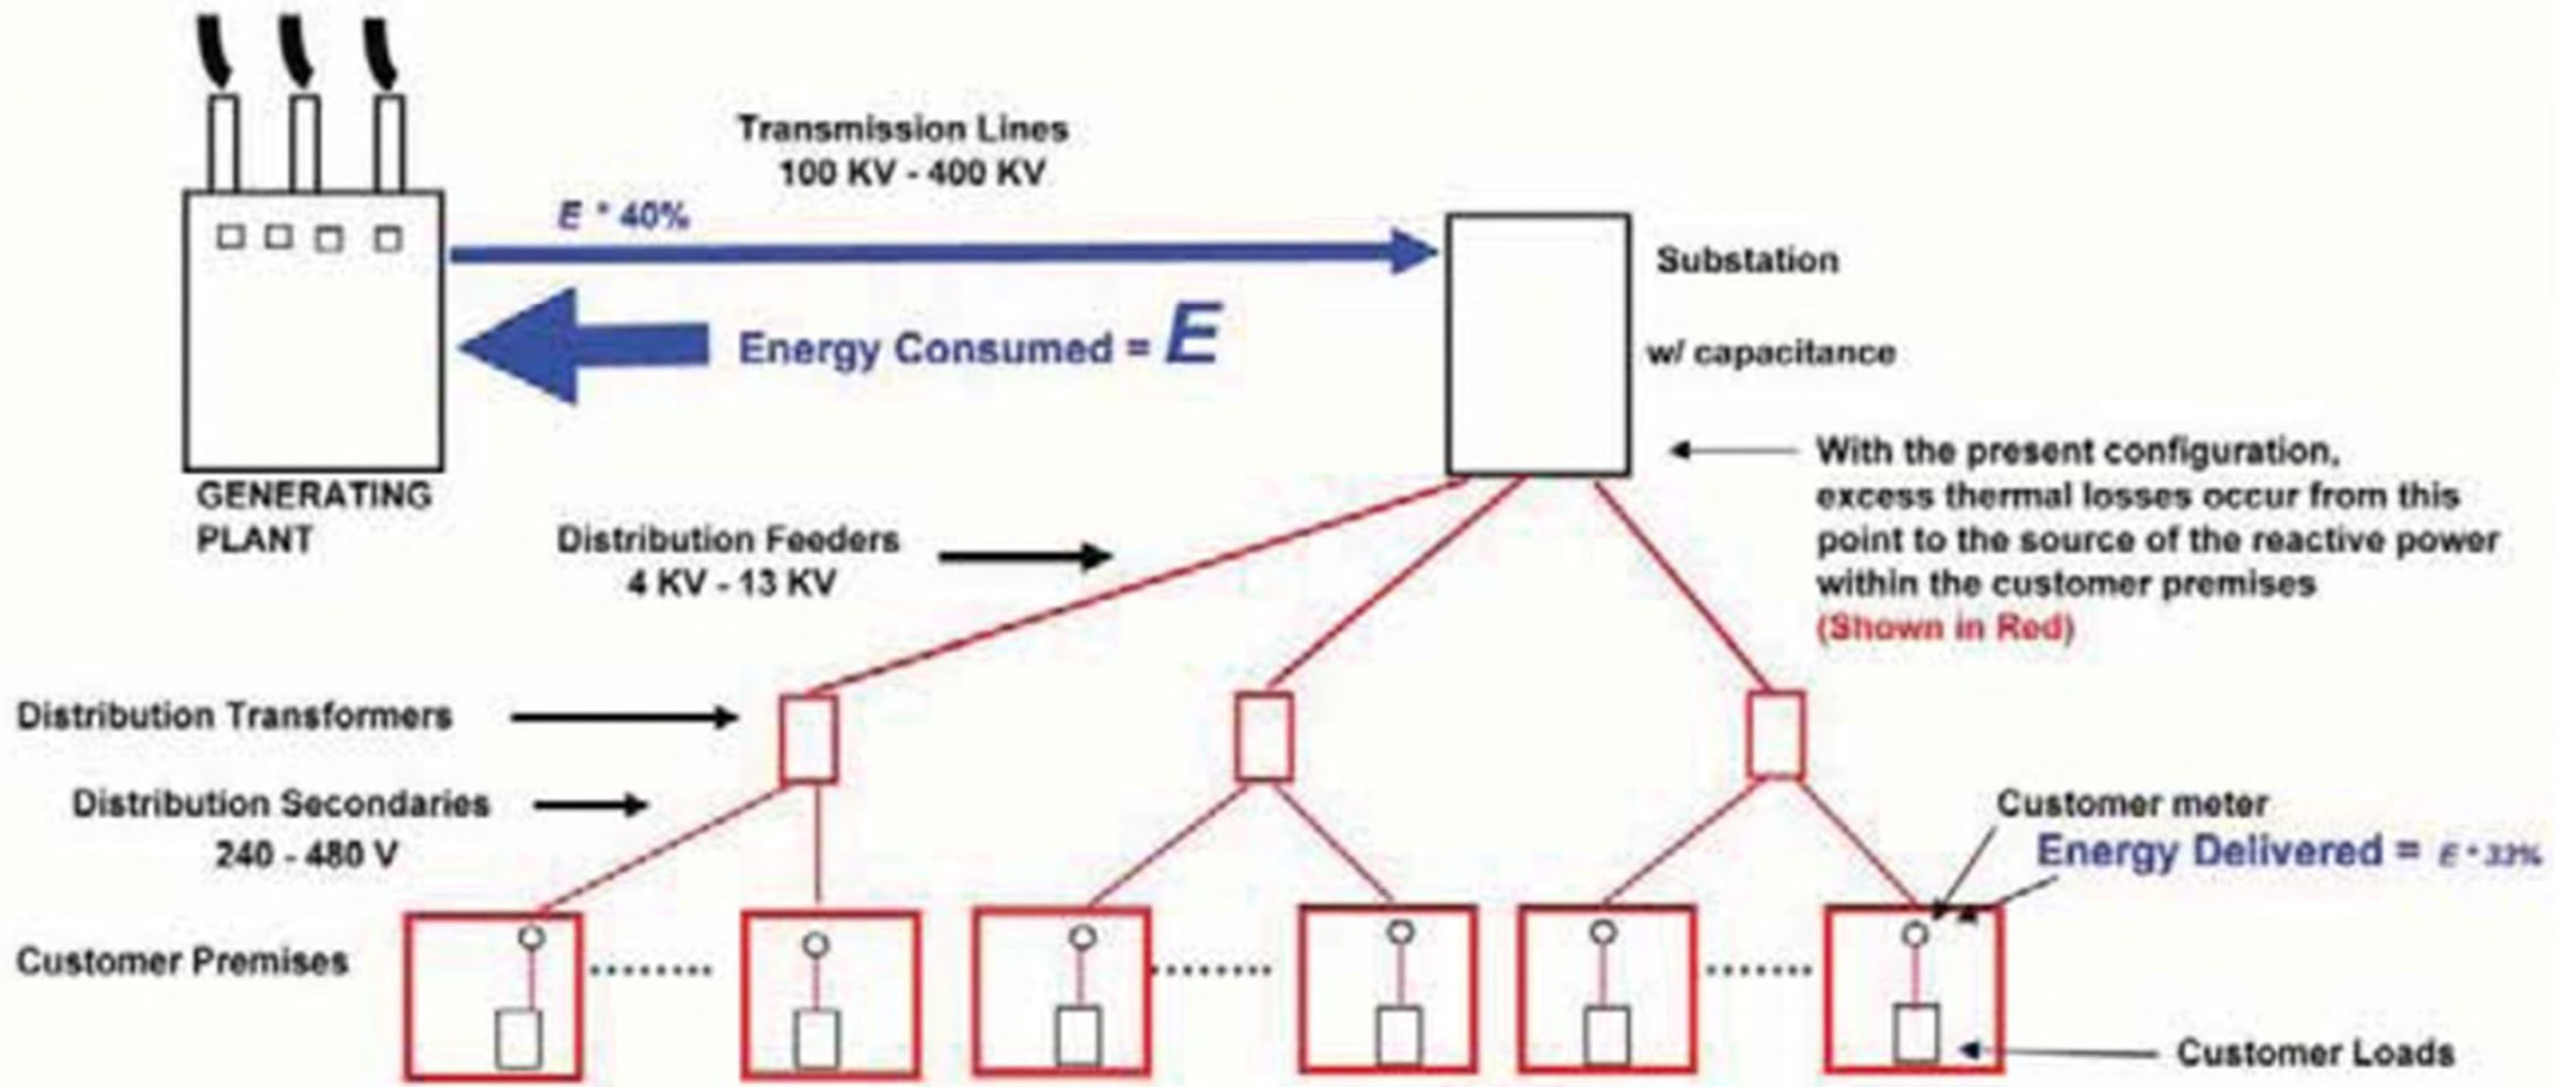 Transmission Lines
100 KV - 400 KV
E * 40%
Energy Consumed = E
Substation
w/ capacitance
GENERATING
PLANT
With the present configuration,
excess thermal losses occur from this
point to the source of the reactive power
within the customer premises
(Shown in Red)
Distribution Feeders
4 KV - 13 KV
Distribution Transformers
Distribution Secondaries
240 - 480 V
Customer meter
Energy Delivered = E * 33%
Customer Premises
Customer Loads